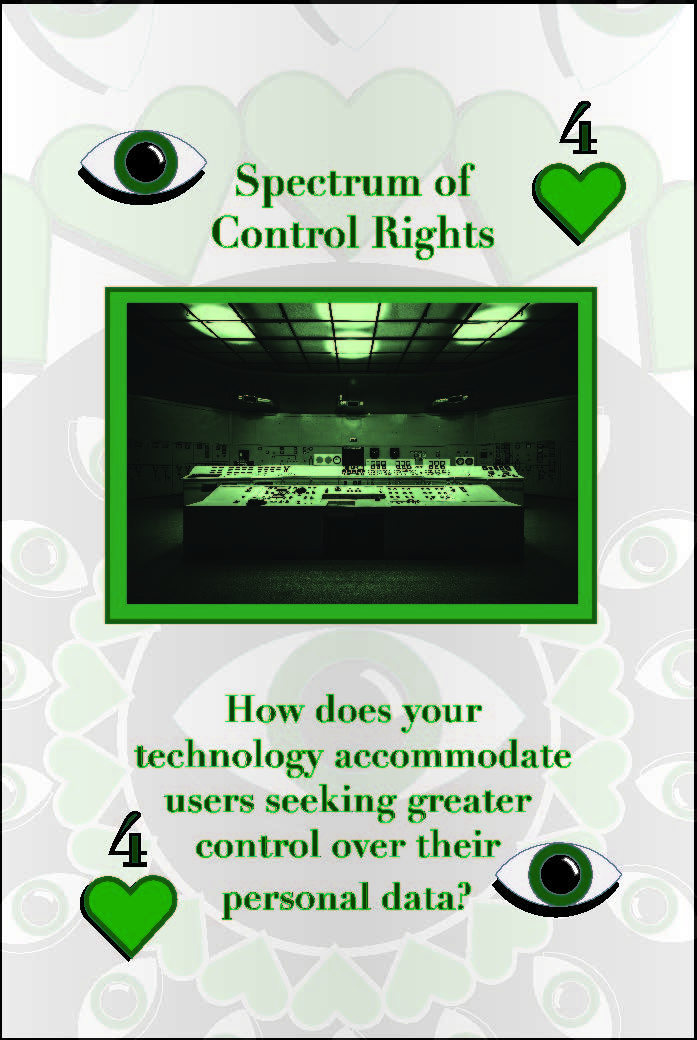 4
Spectrum of
Control Rights
How does your
technology accommodate
users seeking greater
control over their
personal data?
4